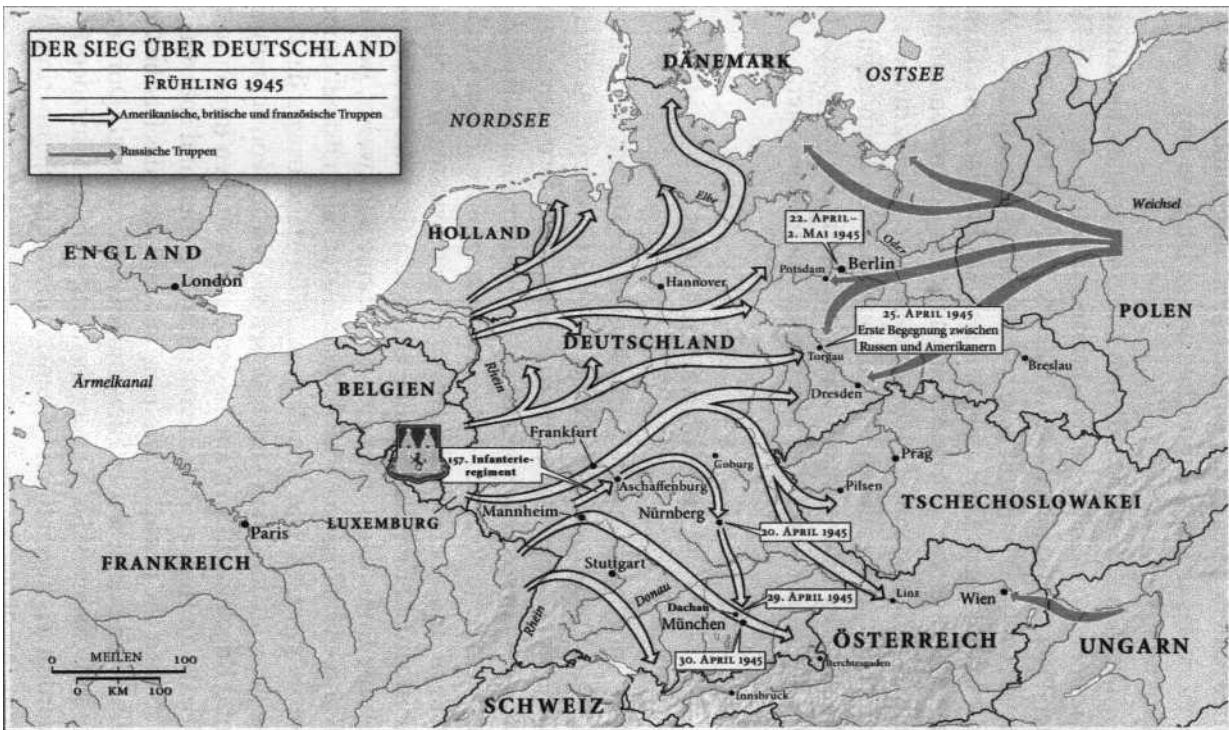 DER SIEG ÜBER DEUTSCHLAND
FRÜHLING 1945
Amerikanische, britische und französische Truppen
Russische Truppen
DÄNEMARK
OSTSEE
NORDSEE
Elbe
Weichsel
HOLLAND
22. APRIL–
2. MAI 1945
Oder
ENGLAND
London
Potsdam
Berlin
Hannover
POLEN
25. APRIL 1945
Erste Begegnung zwischen
Russen und Amerikanern
DEUTSCHLAND
Torgau
Breslau
Ärmelkanal
BELGIEN
Rhein
Dresden
Frankfurt
157. Infanterie-
regiment
Coburg
Prag
Aschaffenburg
Pilsen
TSCHECHOSLOWAKEI
LUXEMBURG
Mannheim
Nürnberg
Paris
20. APRIL 1945
FRANKREICH
Stuttgart
Donau
Rhein
Dachau
29. APRIL 1945
Linz
Wien
München
ÖSTERREICH
UNGARN
30. APRIL 1945
Berchtesgaden
0 MEILEN 100
0 KM 100
SCHWEIZ
Innsbruck